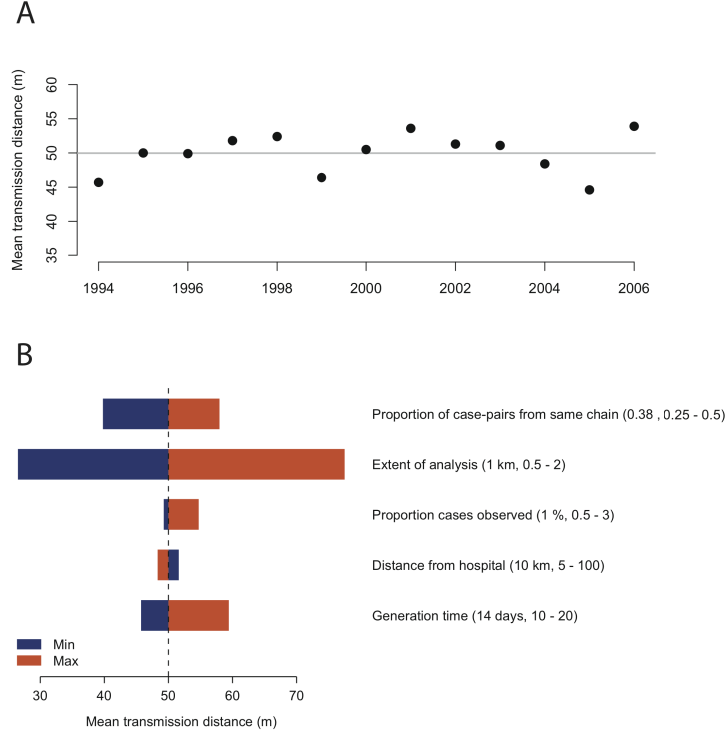 A
Mean transmission distance (m)
60
55
50
45
40
35
1994
1996
1998
2000
2002
2004
2006
B
Proportion of case-pairs from same chain (0.38 , 0.25 - 0.5)
Extent of analysis (1 km, 0.5 - 2)
Proportion cases observed (1 %, 0.5 - 3)
Distance from hospital (10 km, 5 - 100)
Generation time (14 days, 10 - 20)
Min
Max
30
40
50
60
70
Mean transmission distance (m)